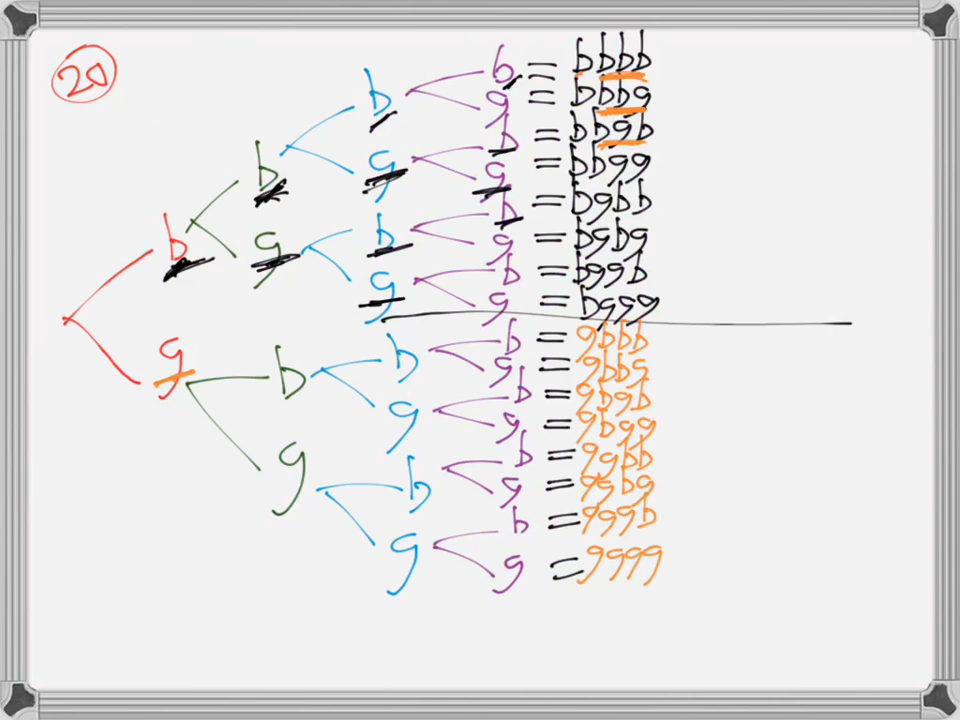 20
b = bbbb
b g = bbbg
b = bbgb
b g g = bbgg
b = bgbb
b g b g = bgbg
b = bggb
g g = bggg
b = gbbb
g b b g = gbbg
b = gbgb
g g = gbgg
b = ggbb
g b g = ggbg
b = gggb
g g = gggg